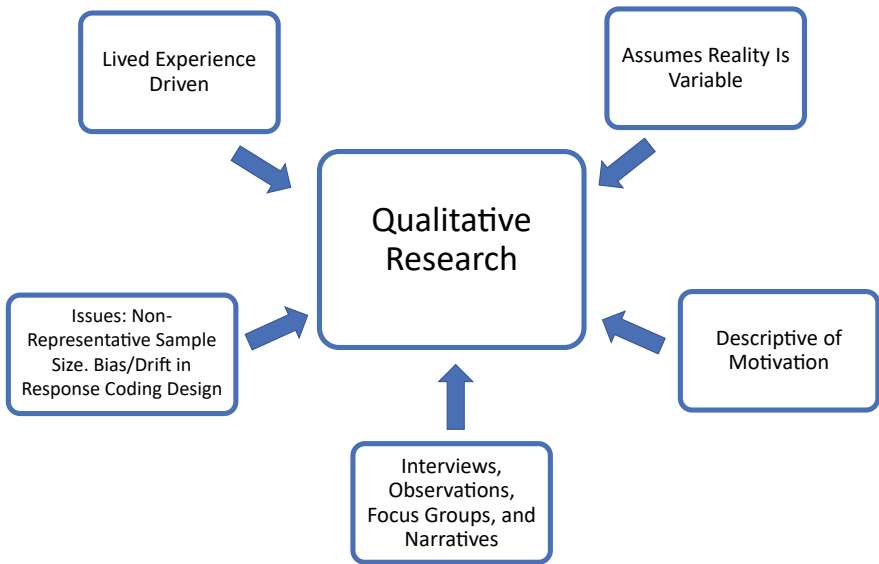 Lived Experience
Driven
Assumes Reality Is
Variable
Qualitative
Research
Issues: Non-
Representative Sample
Size. Bias/Drift in
Response Coding Design
Descriptive of
Motivation
Interviews,
Observations,
Focus Groups, and
Narratives